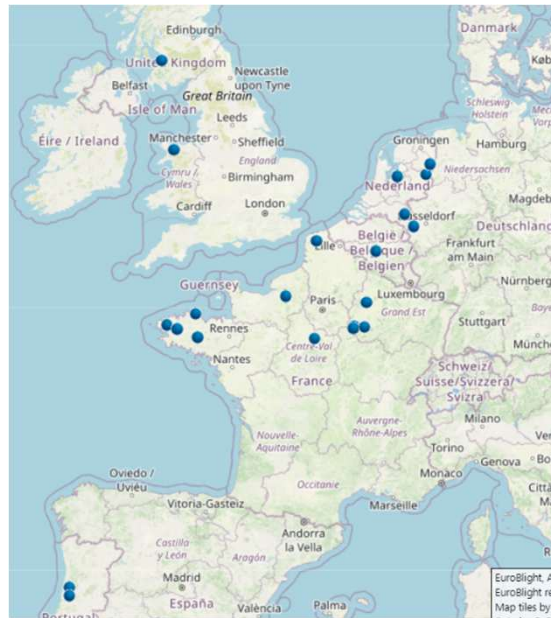 Edinburgh
United Kingdom
Belfast
Newcastle
upon Tyne
Isle of Man
Great Britain
Leeds
Éire / Ireland
Manchester
Sheffield
England
Cymru /
Wales
Birmingham
Cardiff
London
Danmark
Schleswig
Holstein
Groningen
Hamburg
Nederland
Niedersachsen
Magdeb
België /
Belgique /
Belgien
Lille
Deutschland
Frankfurt
am Main
Guernsey
Luxembourg
Nürnberg
Paris
Grand Est
Rennes
Stuttgart
Centre-Val
de Loire
Nantes
Münche
France
Schweiz/
Suisse/Svizzera/
Svizra
Auvergne-
Rhône-Alpes
Nouvelle-
Aquitaine
Milano
Torino
Genova
Occitanie
Monaco
Marseille
Oviedo /
Uviéu
Vitoria-Gasteiz
Andorra
la Vella
Castilla
y León
Aragón
Madrid
España
Portugal
València
Palma
EuroBlight, A
EuroBlight re
Map tiles by